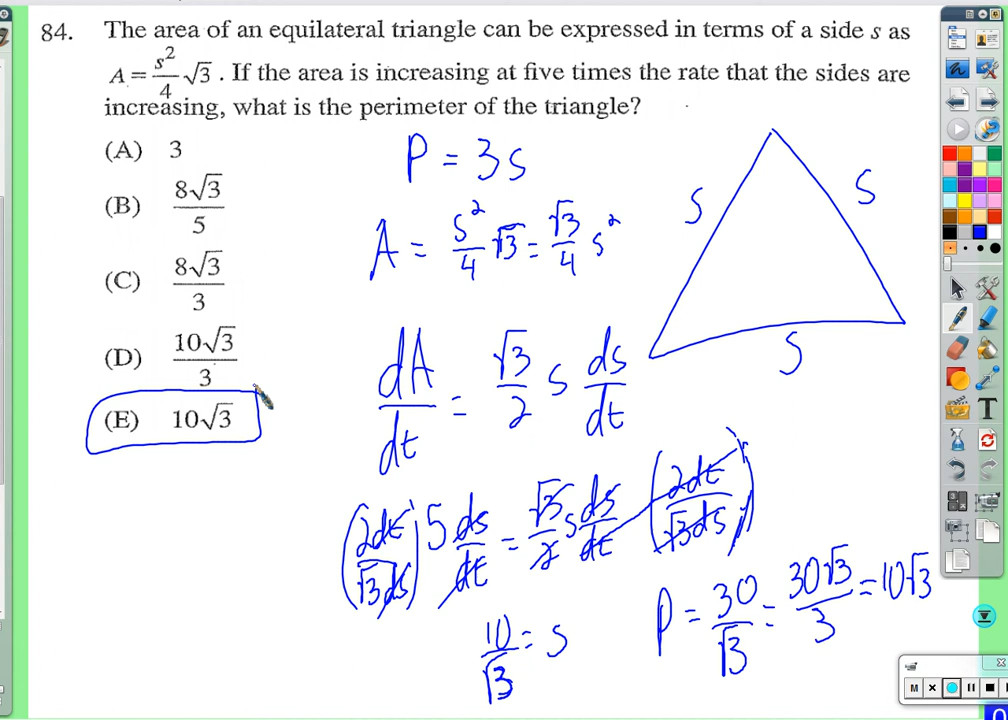 84. The area of an equilateral triangle can be expressed in terms of a side s as
A = s²/4 √3 . If the area is increasing at five times the rate that the sides are
increasing, what is the perimeter of the triangle?
(A) 3
(B) 8√3/5
(C) 8√3/3
(D) 10√3/3
(E) 10√3
P = 3s
A = s²/4 √3 = √3/4 s²
s
s
s
dA/dt = √3/2 s ds/dt
(2dt/√3ds) 5 ds/dt = √3/2 s ds/dt (2dt/√3ds)
10/√3 = s
P = 30/√3 = 30√3/3 = 10√3
T
M